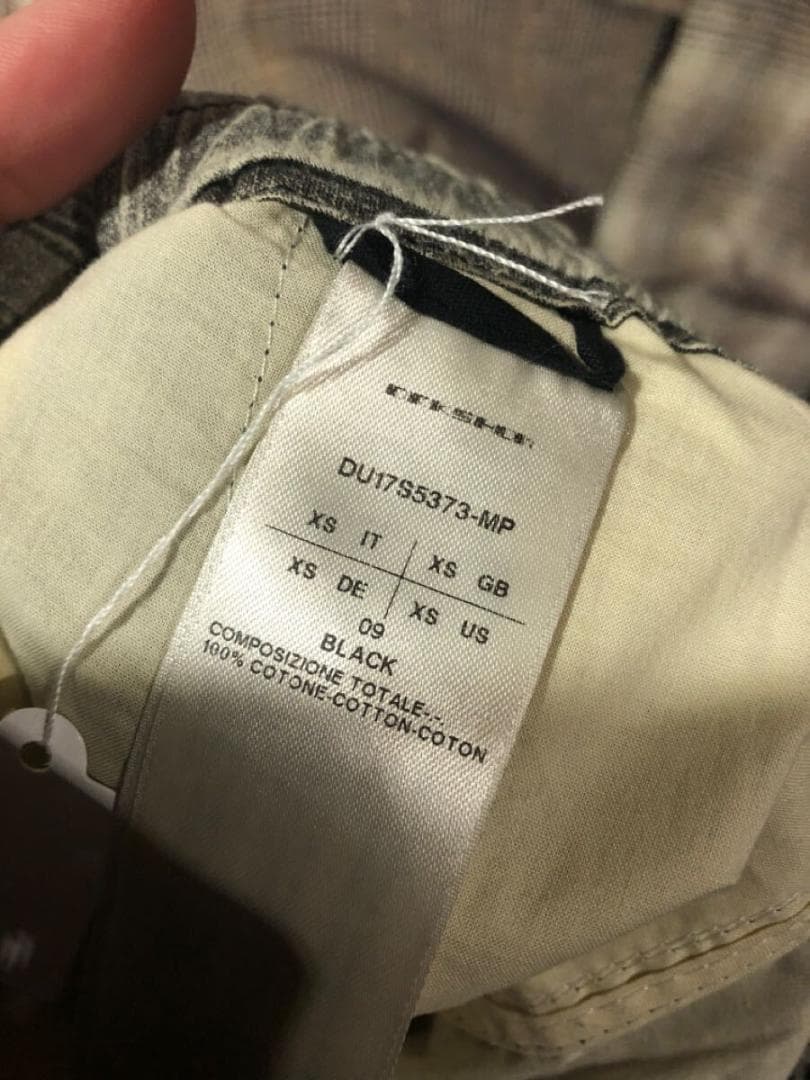 DRKSHDW
DU17S5373-MP
XS IT XS GB
XS DE XS US
09
BLACK
COMPOSIZIONE TOTALE--
100% COTONE-COTTON-COTON